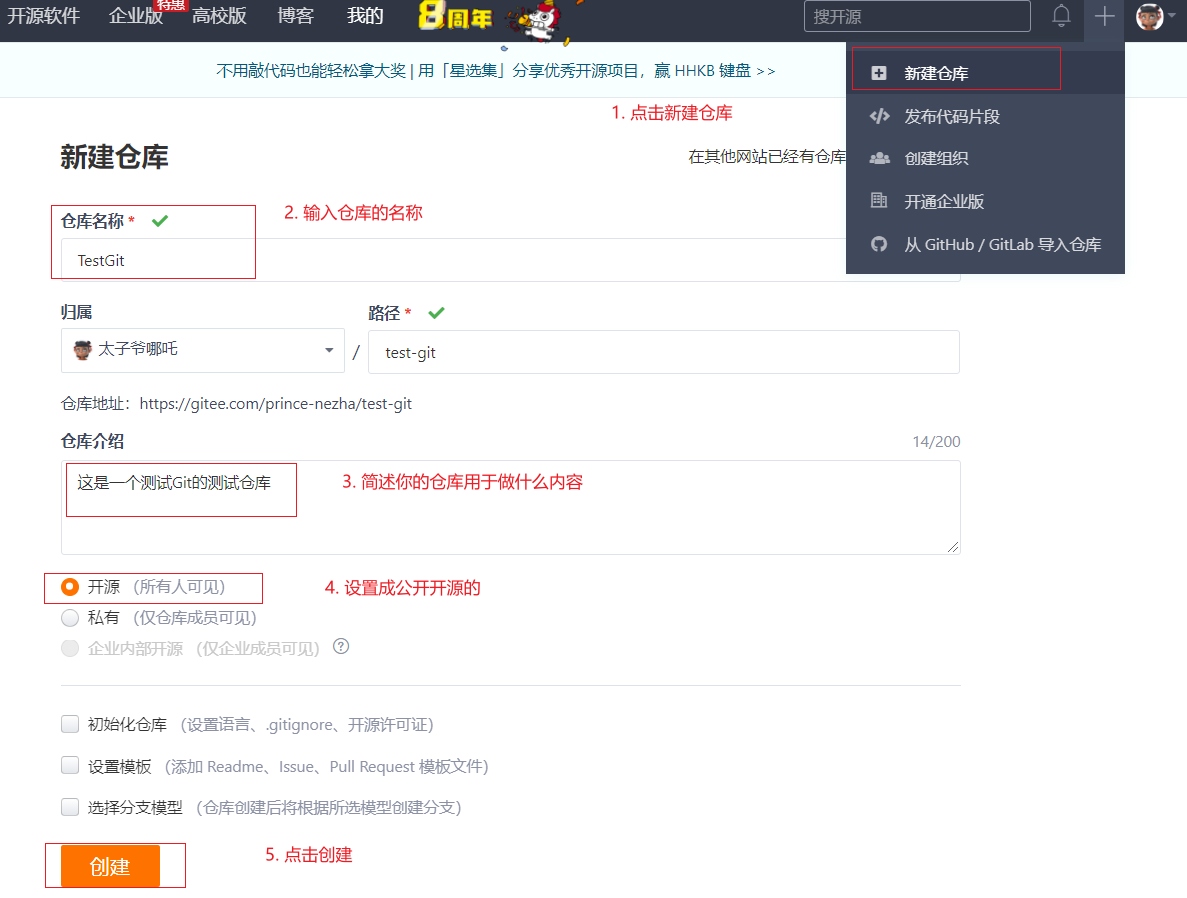 开源软件 企业版 特惠 高校版 博客 我的 8周年 搜开源
不用敲代码也能轻松拿大奖 | 用「星选集」分享优秀开源项目，赢 HHKB 键盘 >>
新建仓库
1. 点击新建仓库
发布代码片段
新建仓库
在其他网站已经有仓库
创建组织
仓库名称 *
2. 输入仓库的名称
开通企业版
TestGit
从 GitHub / GitLab 导入仓库
归属
路径 *
太子爷哪吒 / test-git
仓库地址：https://gitee.com/prince-nezha/test-git
仓库介绍 14/200
这是一个测试Git的测试仓库
3. 简述你的仓库用于做什么内容
开源 （所有人可见）
4. 设置成公开开源的
私有 （仅仓库成员可见）
企业内部开源 （仅企业成员可见） ?
初始化仓库 （设置语言、.gitignore、开源许可证）
设置模板 （添加 Readme、Issue、Pull Request 模板文件）
选择分支模型 （仓库创建后将根据所选模型创建分支）
创建
5. 点击创建